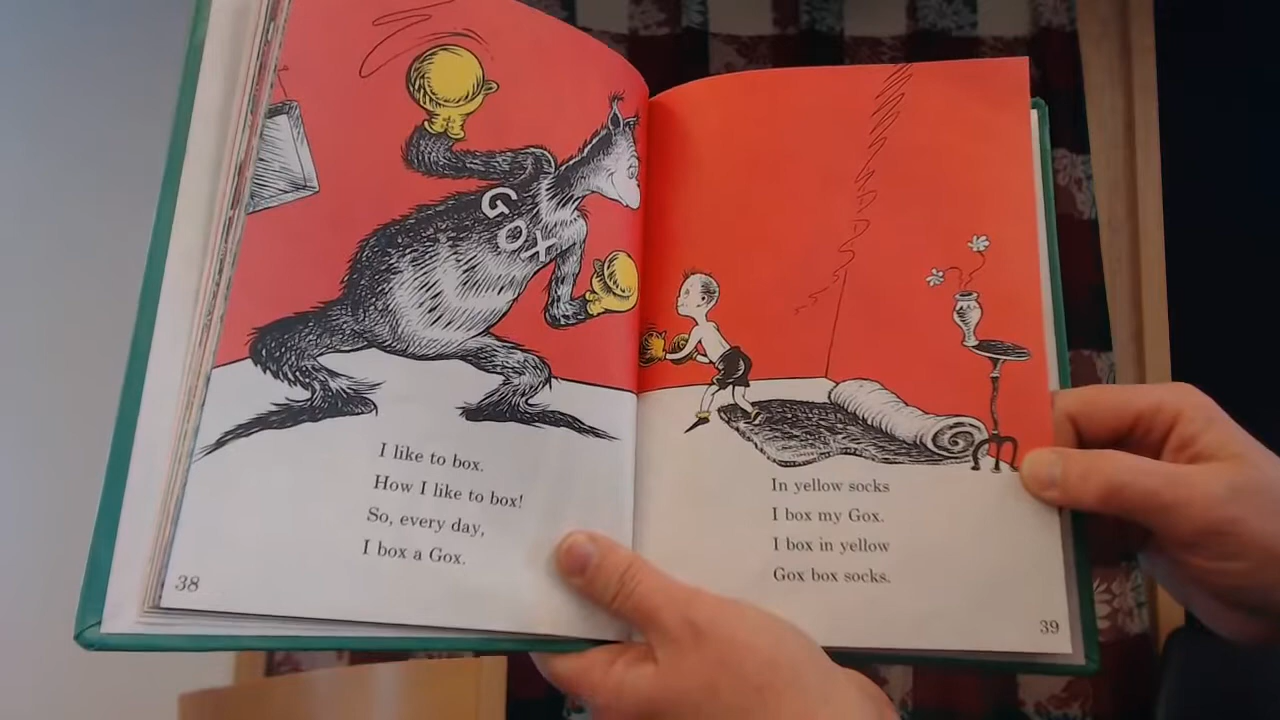 GOX
I like to box.
How I like to box!
So, every day,
I box a Gox.
38
In yellow socks
I box my Gox.
I box in yellow
Gox box socks.
39